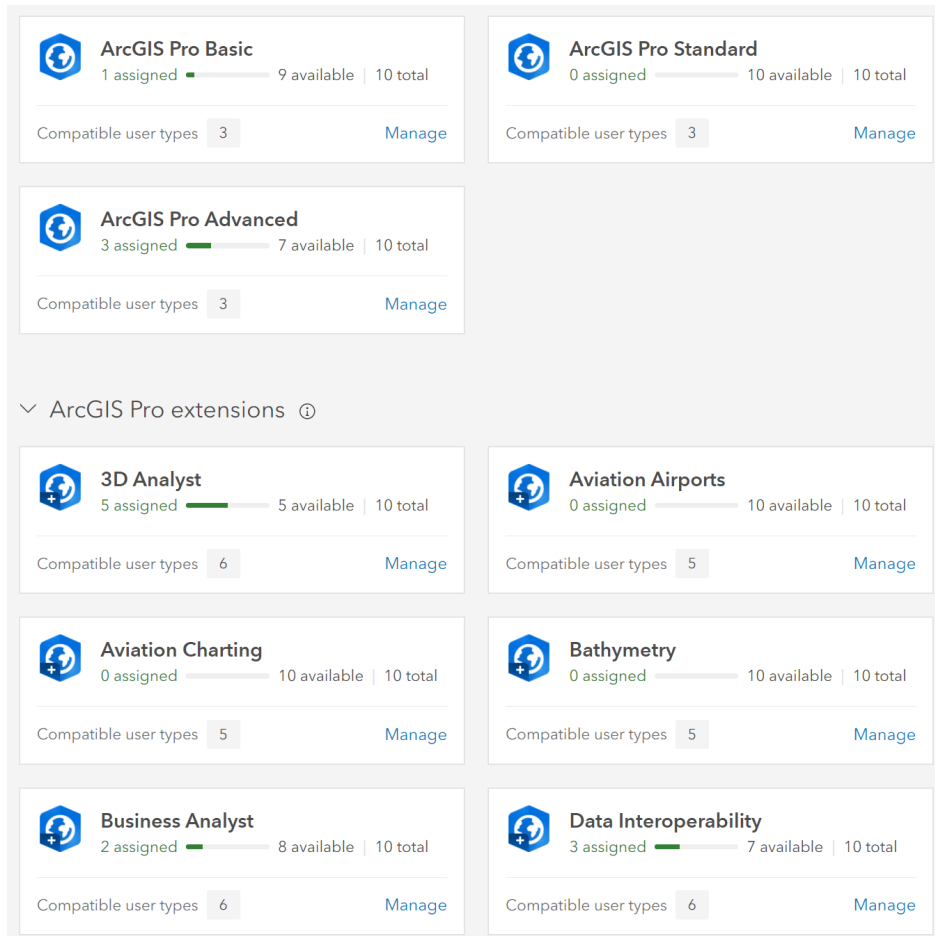 ArcGIS Pro Basic
1 assigned 9 available | 10 total
Compatible user types 3 Manage
ArcGIS Pro Standard
0 assigned 10 available | 10 total
Compatible user types 3 Manage
ArcGIS Pro Advanced
3 assigned 7 available | 10 total
Compatible user types 3 Manage
ArcGIS Pro extensions
3D Analyst
5 assigned 5 available | 10 total
Compatible user types 6 Manage
Aviation Airports
0 assigned 10 available | 10 total
Compatible user types 5 Manage
Aviation Charting
0 assigned 10 available | 10 total
Compatible user types 5 Manage
Bathymetry
0 assigned 10 available | 10 total
Compatible user types 5 Manage
Business Analyst
2 assigned 8 available | 10 total
Compatible user types 6 Manage
Data Interoperability
3 assigned 7 available | 10 total
Compatible user types 6 Manage